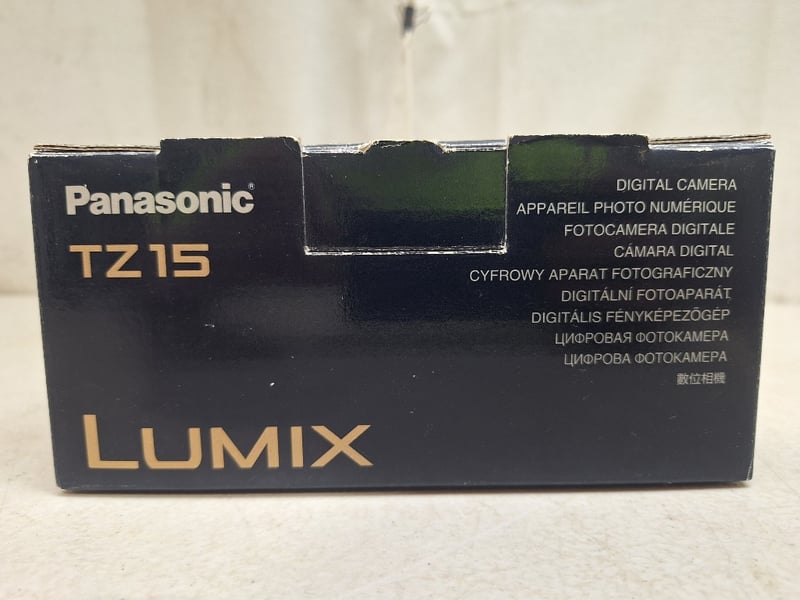 Panasonic®
TZ15
LUMIX
DIGITAL CAMERA
APPAREIL PHOTO NUMÉRIQUE
FOTOCAMERA DIGITALE
CÁMARA DIGITAL
CYFROWY APARAT FOTOGRAFICZNY
DIGITÁLNÍ FOTOAPARÁT
DIGITÁLIS FÉNYKÉPEZŐGÉP
ЦИФРОВАЯ ФОТОКАМЕРА
ЦИФРОВА ФОТОКАМЕРА
數位相機